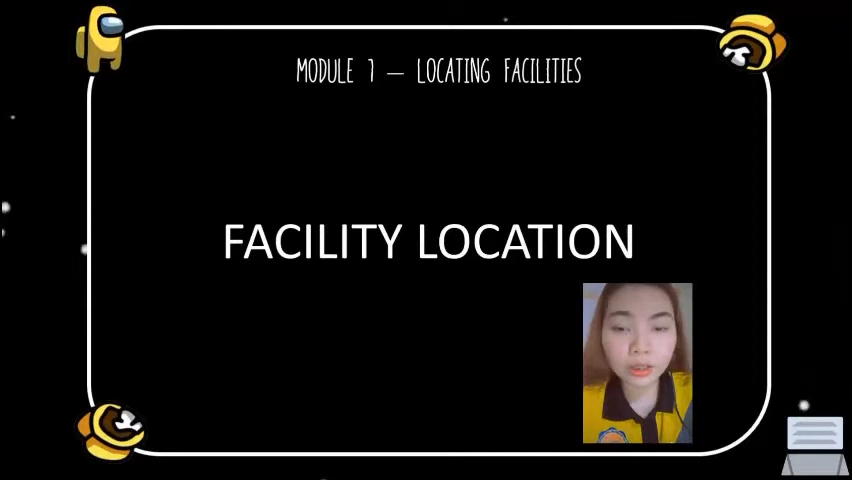 MODULE 1 — LOCATING FACILITIES
FACILITY LOCATION